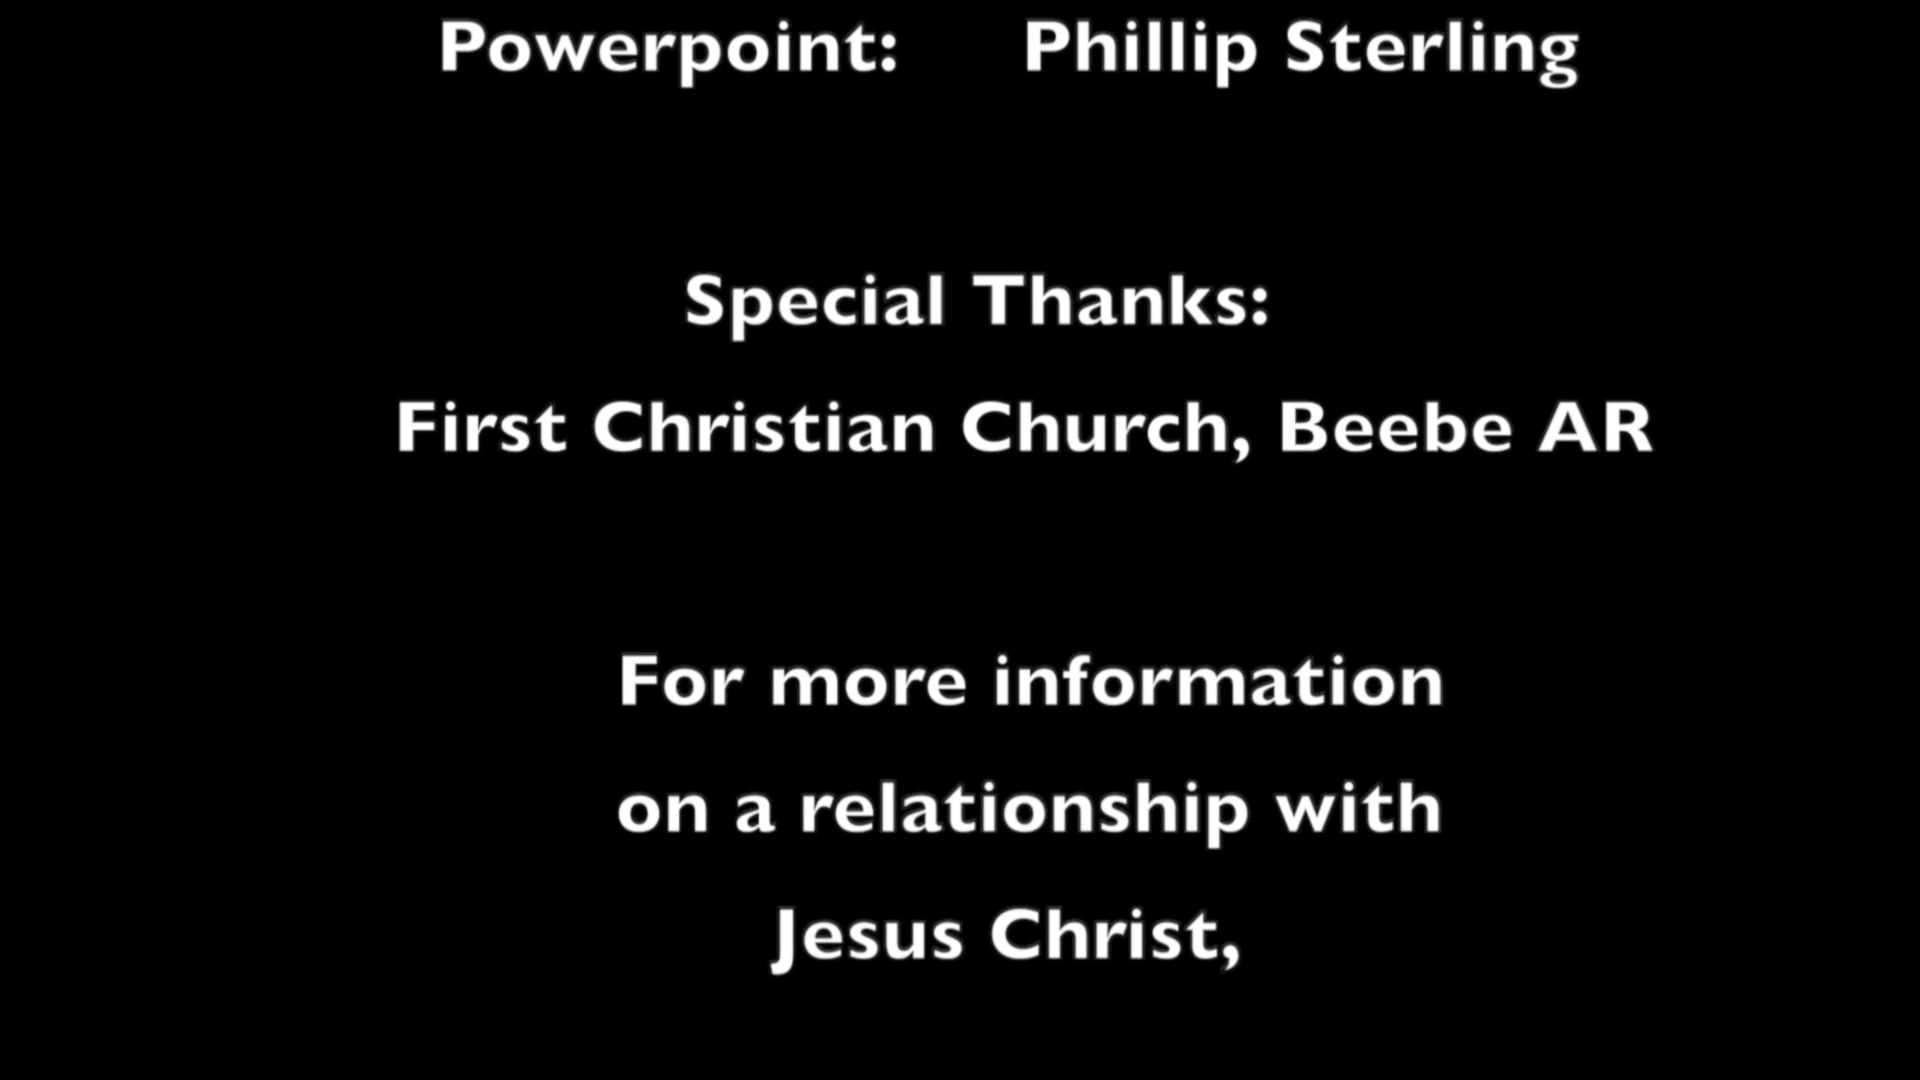 Powerpoint: Phillip Sterling
Special Thanks:
First Christian Church, Beebe AR
For more information
on a relationship with
Jesus Christ,